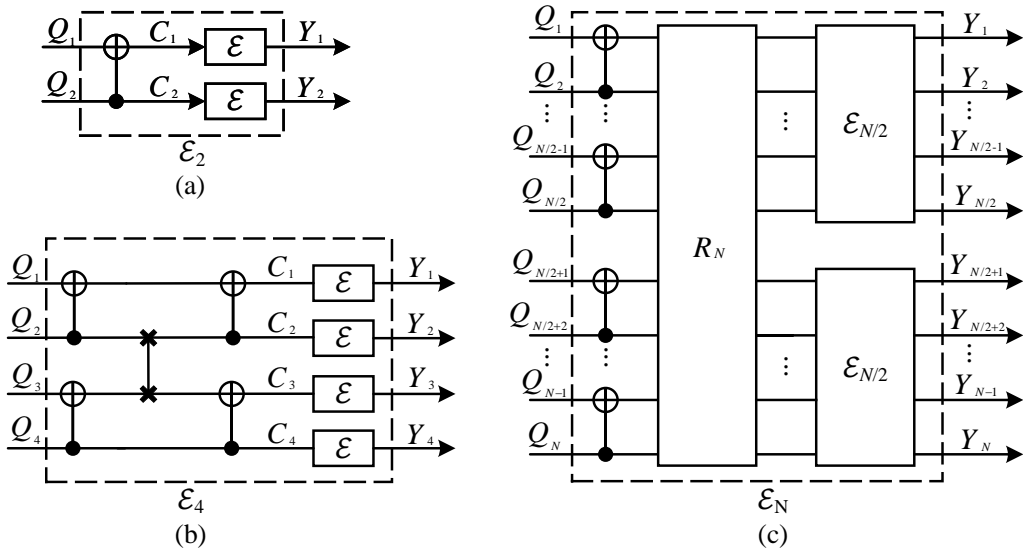 Q₁ C₁ ℰ Y₁
Q₂ C₂ ℰ Y₂
ℰ₂
(a)
Q₁ C₁ ℰ Y₁
Q₂ C₂ ℰ Y₂
Q₃ C₃ ℰ Y₃
Q₄ C₄ ℰ Y₄
ℰ₄
(b)
Q₁ Y₁
Q₂ Y₂
⋮ ⋮ ⋮ ℰ_{N/2} ⋮
Q_{N/2-1} Y_{N/2-1}
Q_{N/2} Y_{N/2}
R_N
Q_{N/2+1} Y_{N/2+1}
Q_{N/2+2} Y_{N/2+2}
⋮ ⋮ ⋮ ℰ_{N/2} ⋮
Q_{N-1} Y_{N-1}
Q_N Y_N
ℰ_N
(c)